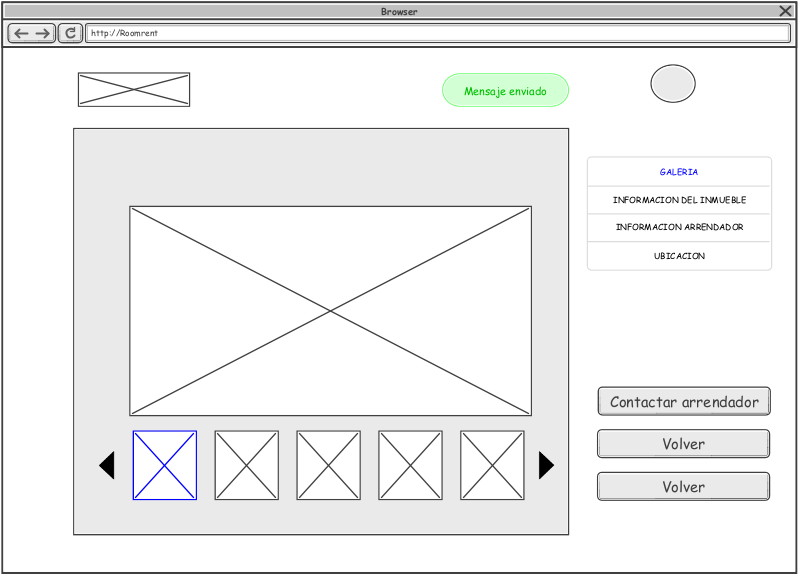 Browser
http://Roomrent
Mensaje enviado
GALERIA
INFORMACION DEL INMUEBLE
INFORMACION ARRENDADOR
UBICACION
Contactar arrendador
Volver
Volver